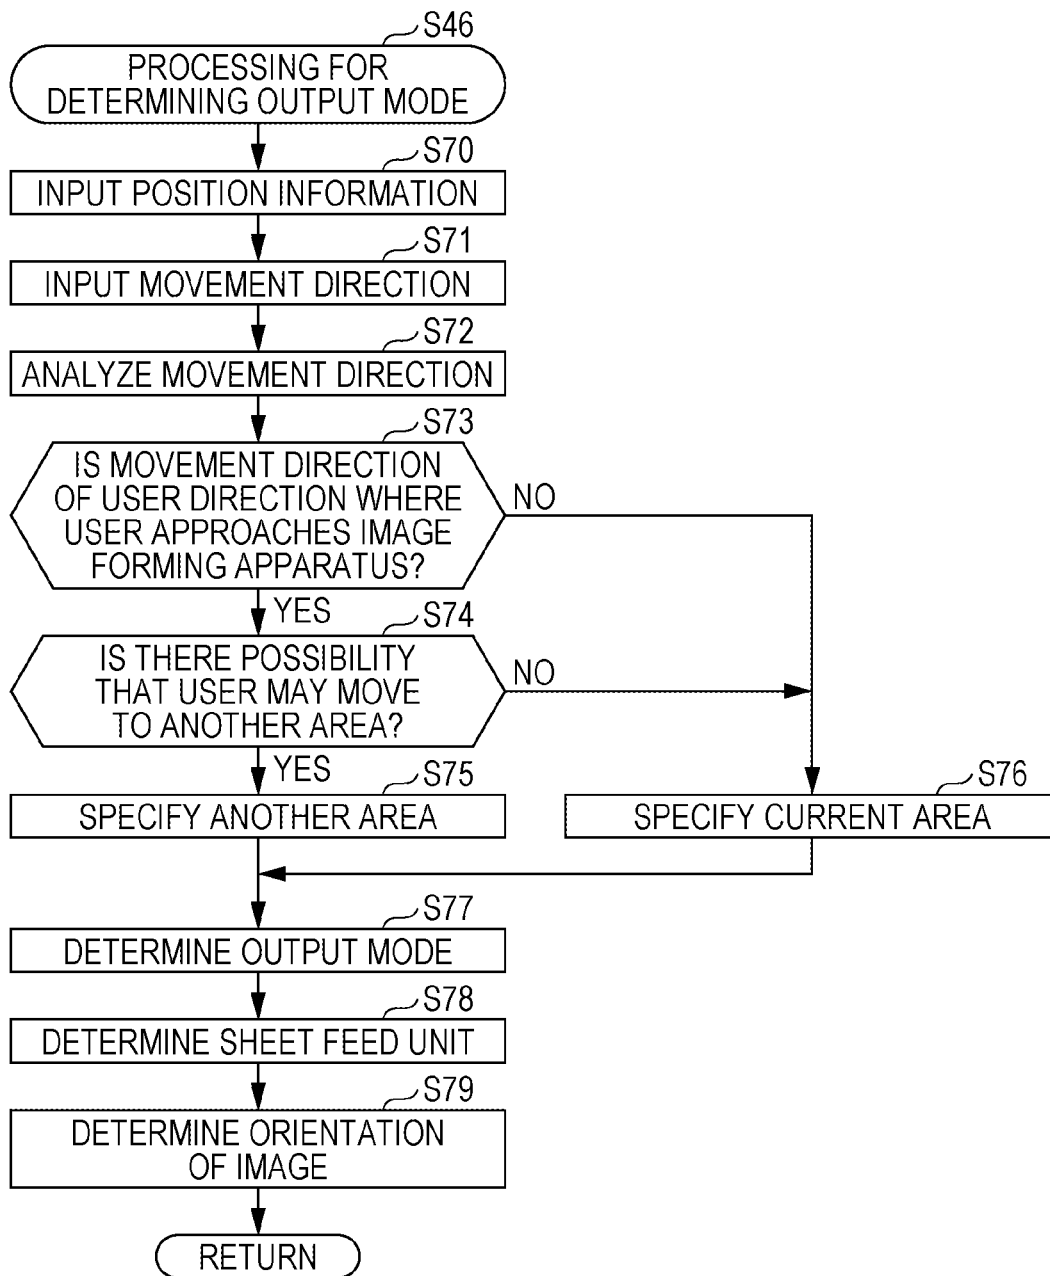 S46
PROCESSING FOR
DETERMINING OUTPUT MODE
S70
INPUT POSITION INFORMATION
S71
INPUT MOVEMENT DIRECTION
S72
ANALYZE MOVEMENT DIRECTION
S73
IS MOVEMENT DIRECTION
OF USER DIRECTION WHERE
USER APPROACHES IMAGE
FORMING APPARATUS?
NO
YES
S74
IS THERE POSSIBILITY
THAT USER MAY MOVE
TO ANOTHER AREA?
NO
YES
S75
SPECIFY ANOTHER AREA
S76
SPECIFY CURRENT AREA
S77
DETERMINE OUTPUT MODE
S78
DETERMINE SHEET FEED UNIT
S79
DETERMINE ORIENTATION
OF IMAGE
RETURN